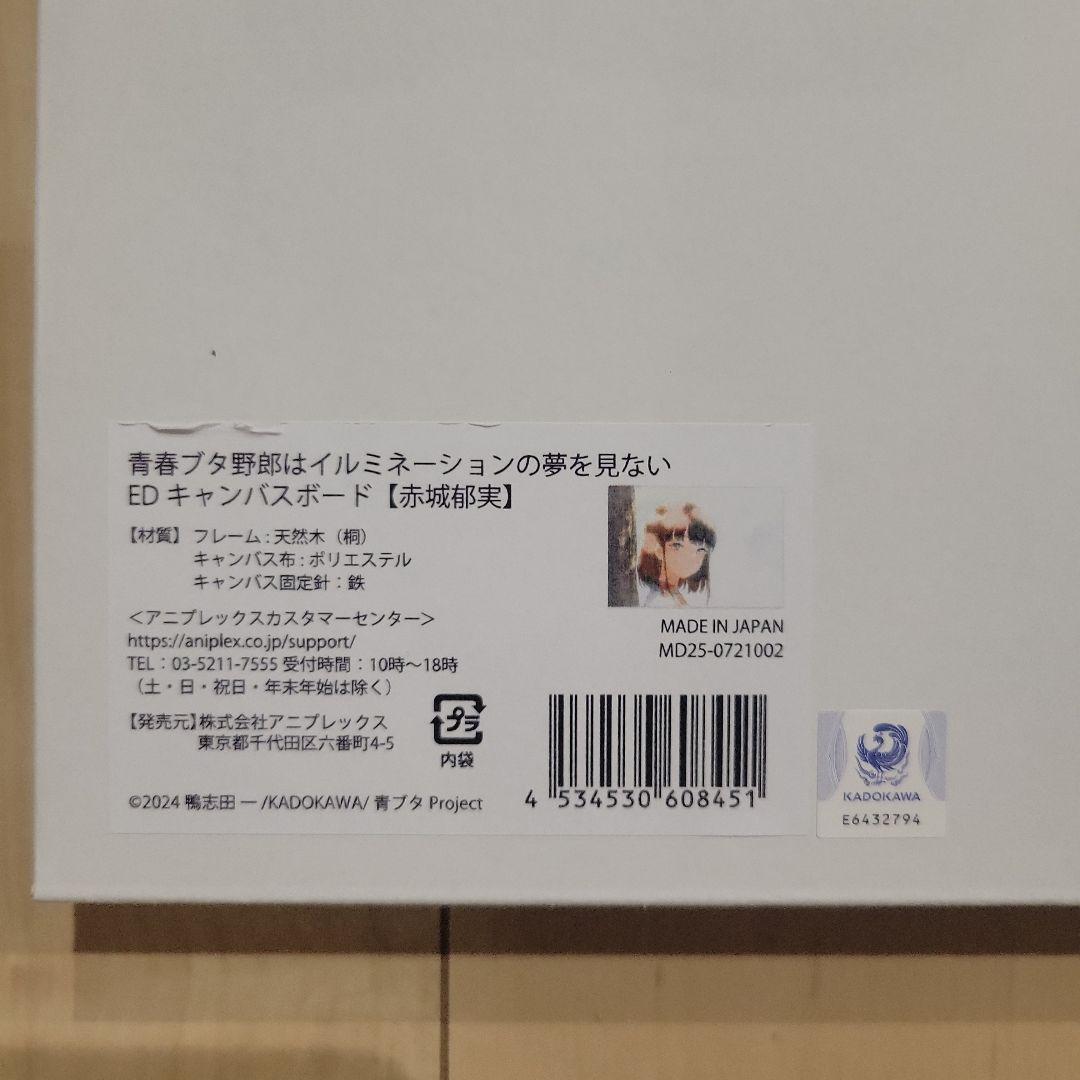 青春ブタ野郎はイルミネーションの夢を見ない
ED キャンバスボード【赤城郁実】
【材質】 フレーム : 天然木（桐）
キャンバス布 : ポリエステル
キャンバス固定針 : 鉄
＜アニプレックスカスタマーセンター＞
https://aniplex.co.jp/support/
TEL：03-5211-7555 受付時間：10時～18時
（土・日・祝日・年末年始は除く）
【発売元】株式会社アニプレックス
東京都千代田区六番町4-5
プラ
内袋
©2024 鴨志田 一 /KADOKAWA/ 青ブタ Project
MADE IN JAPAN
MD25-0721002
4 534530 608451
KADOKAWA
E6432794